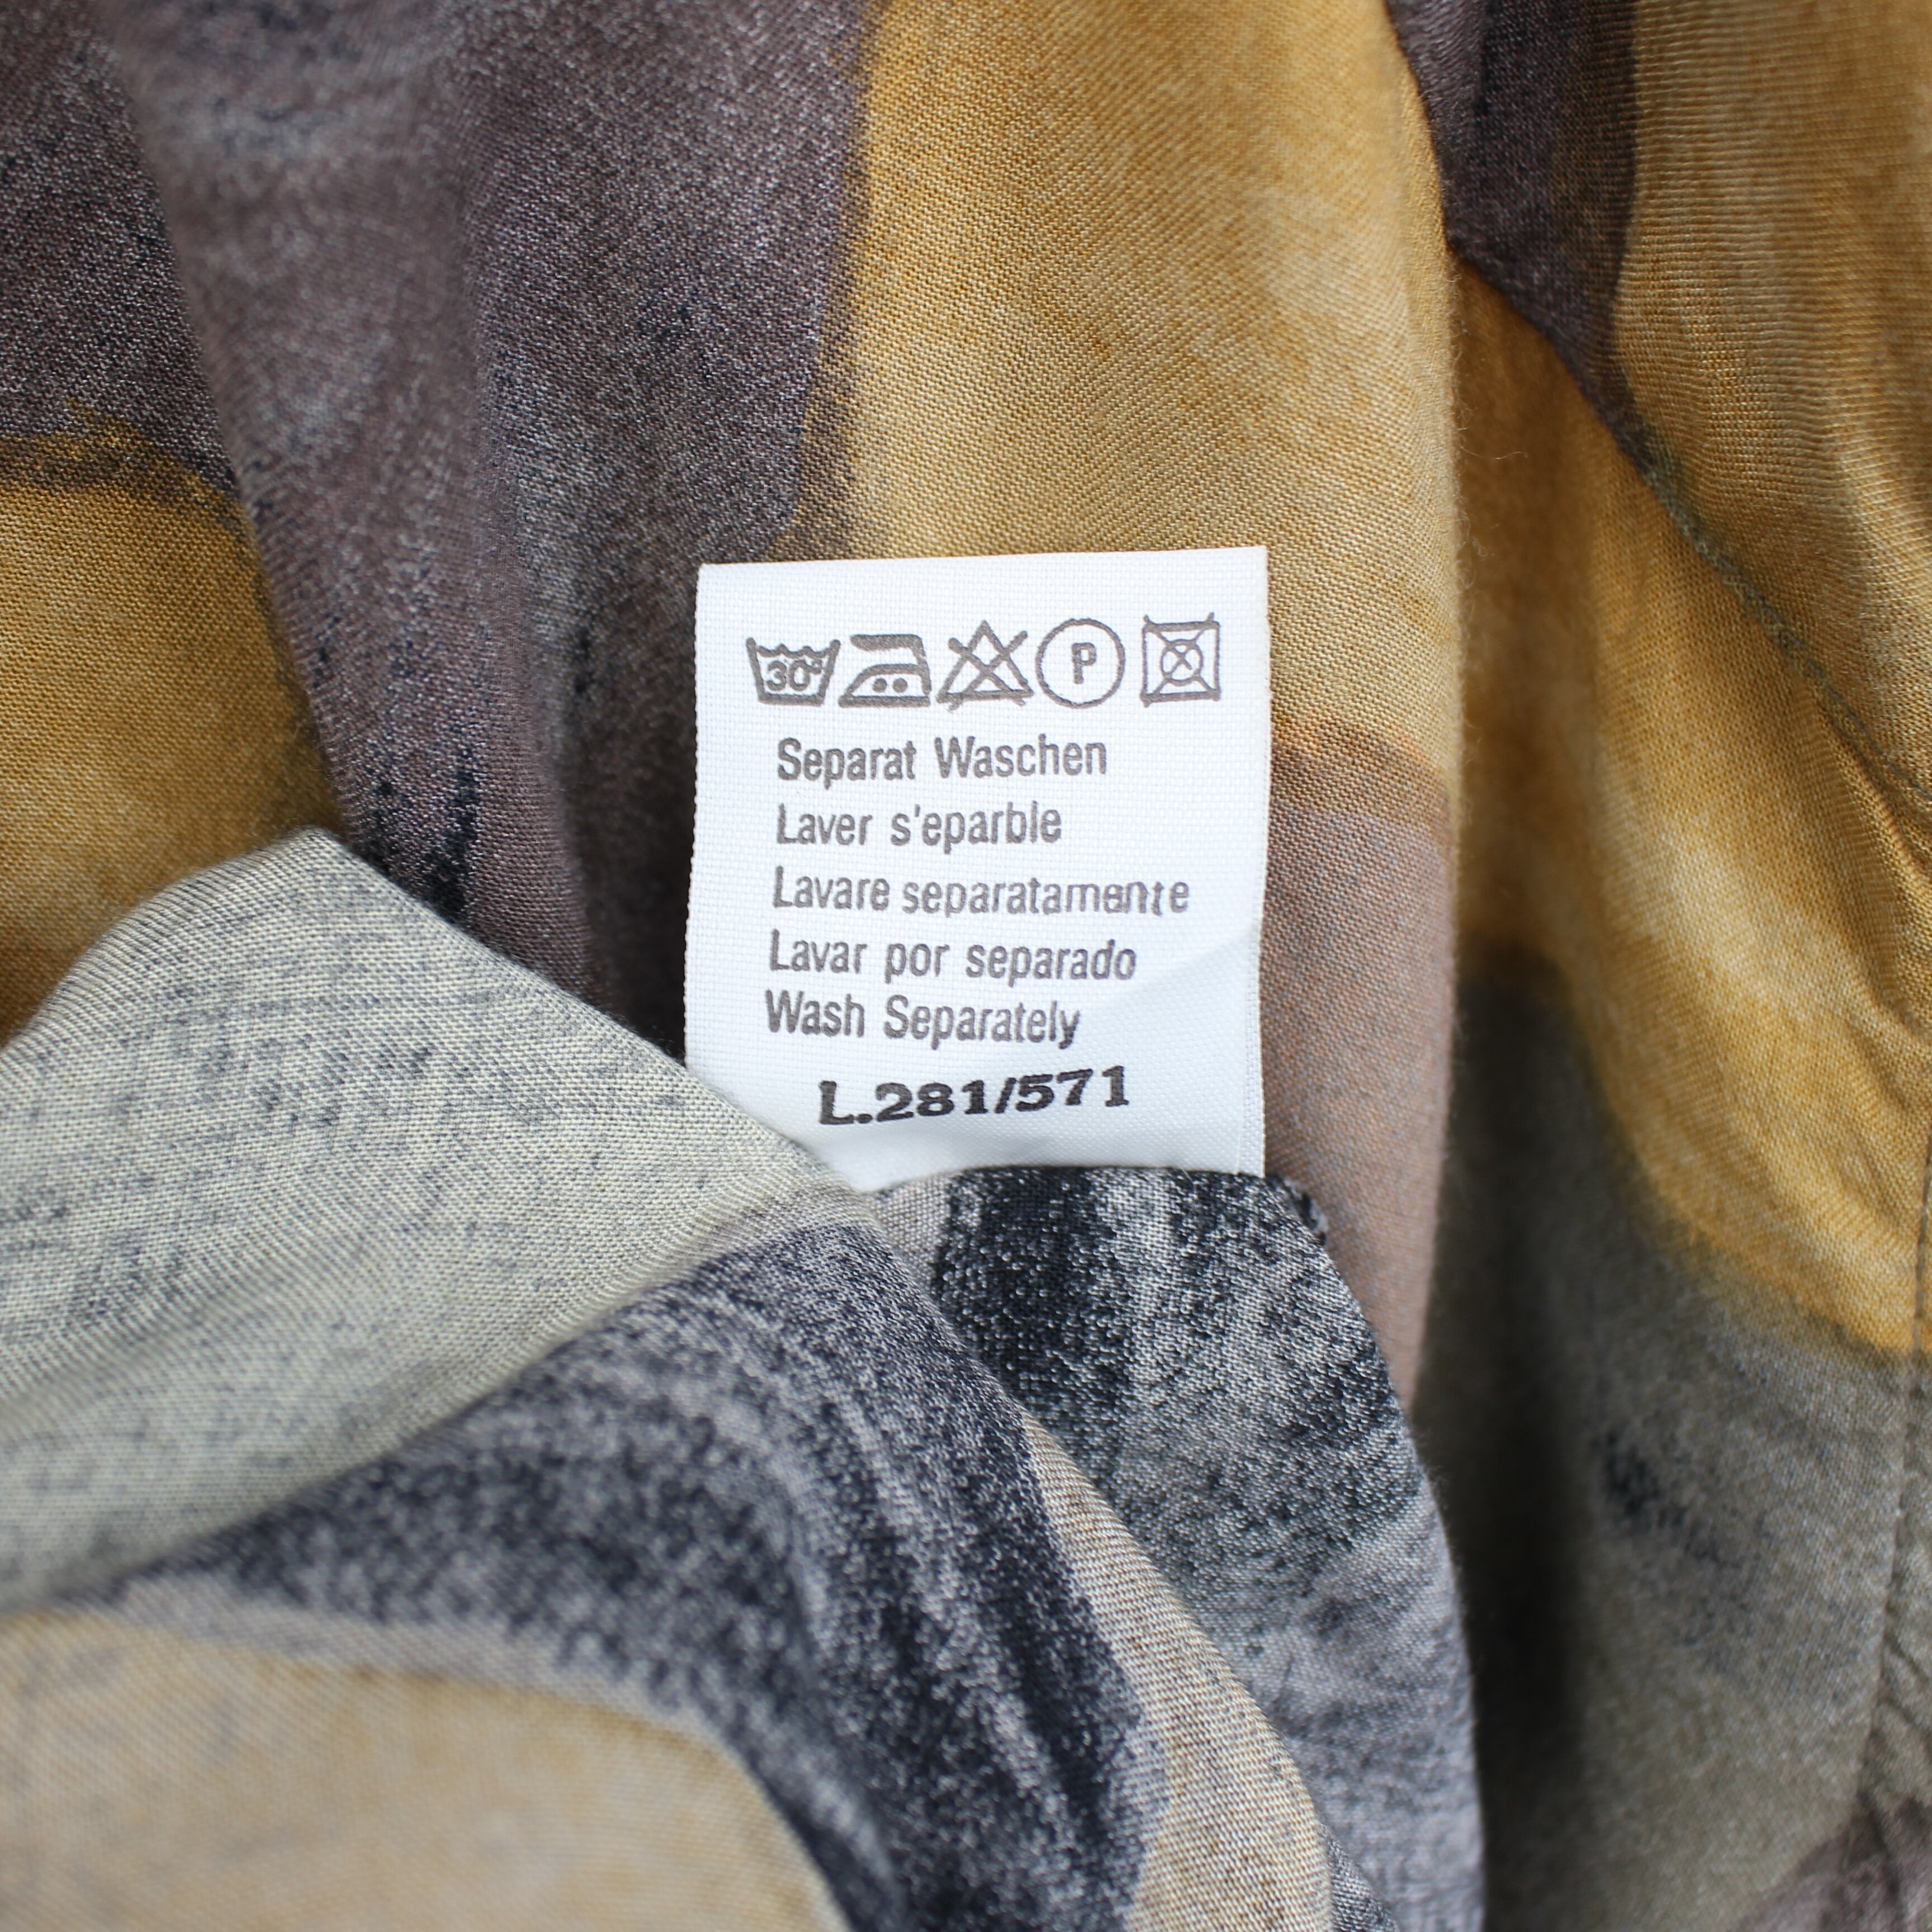 30° P
Separat Waschen
Laver s'eparble
Lavare separatamente
Lavar por separado
Wash Separately
L.281/571